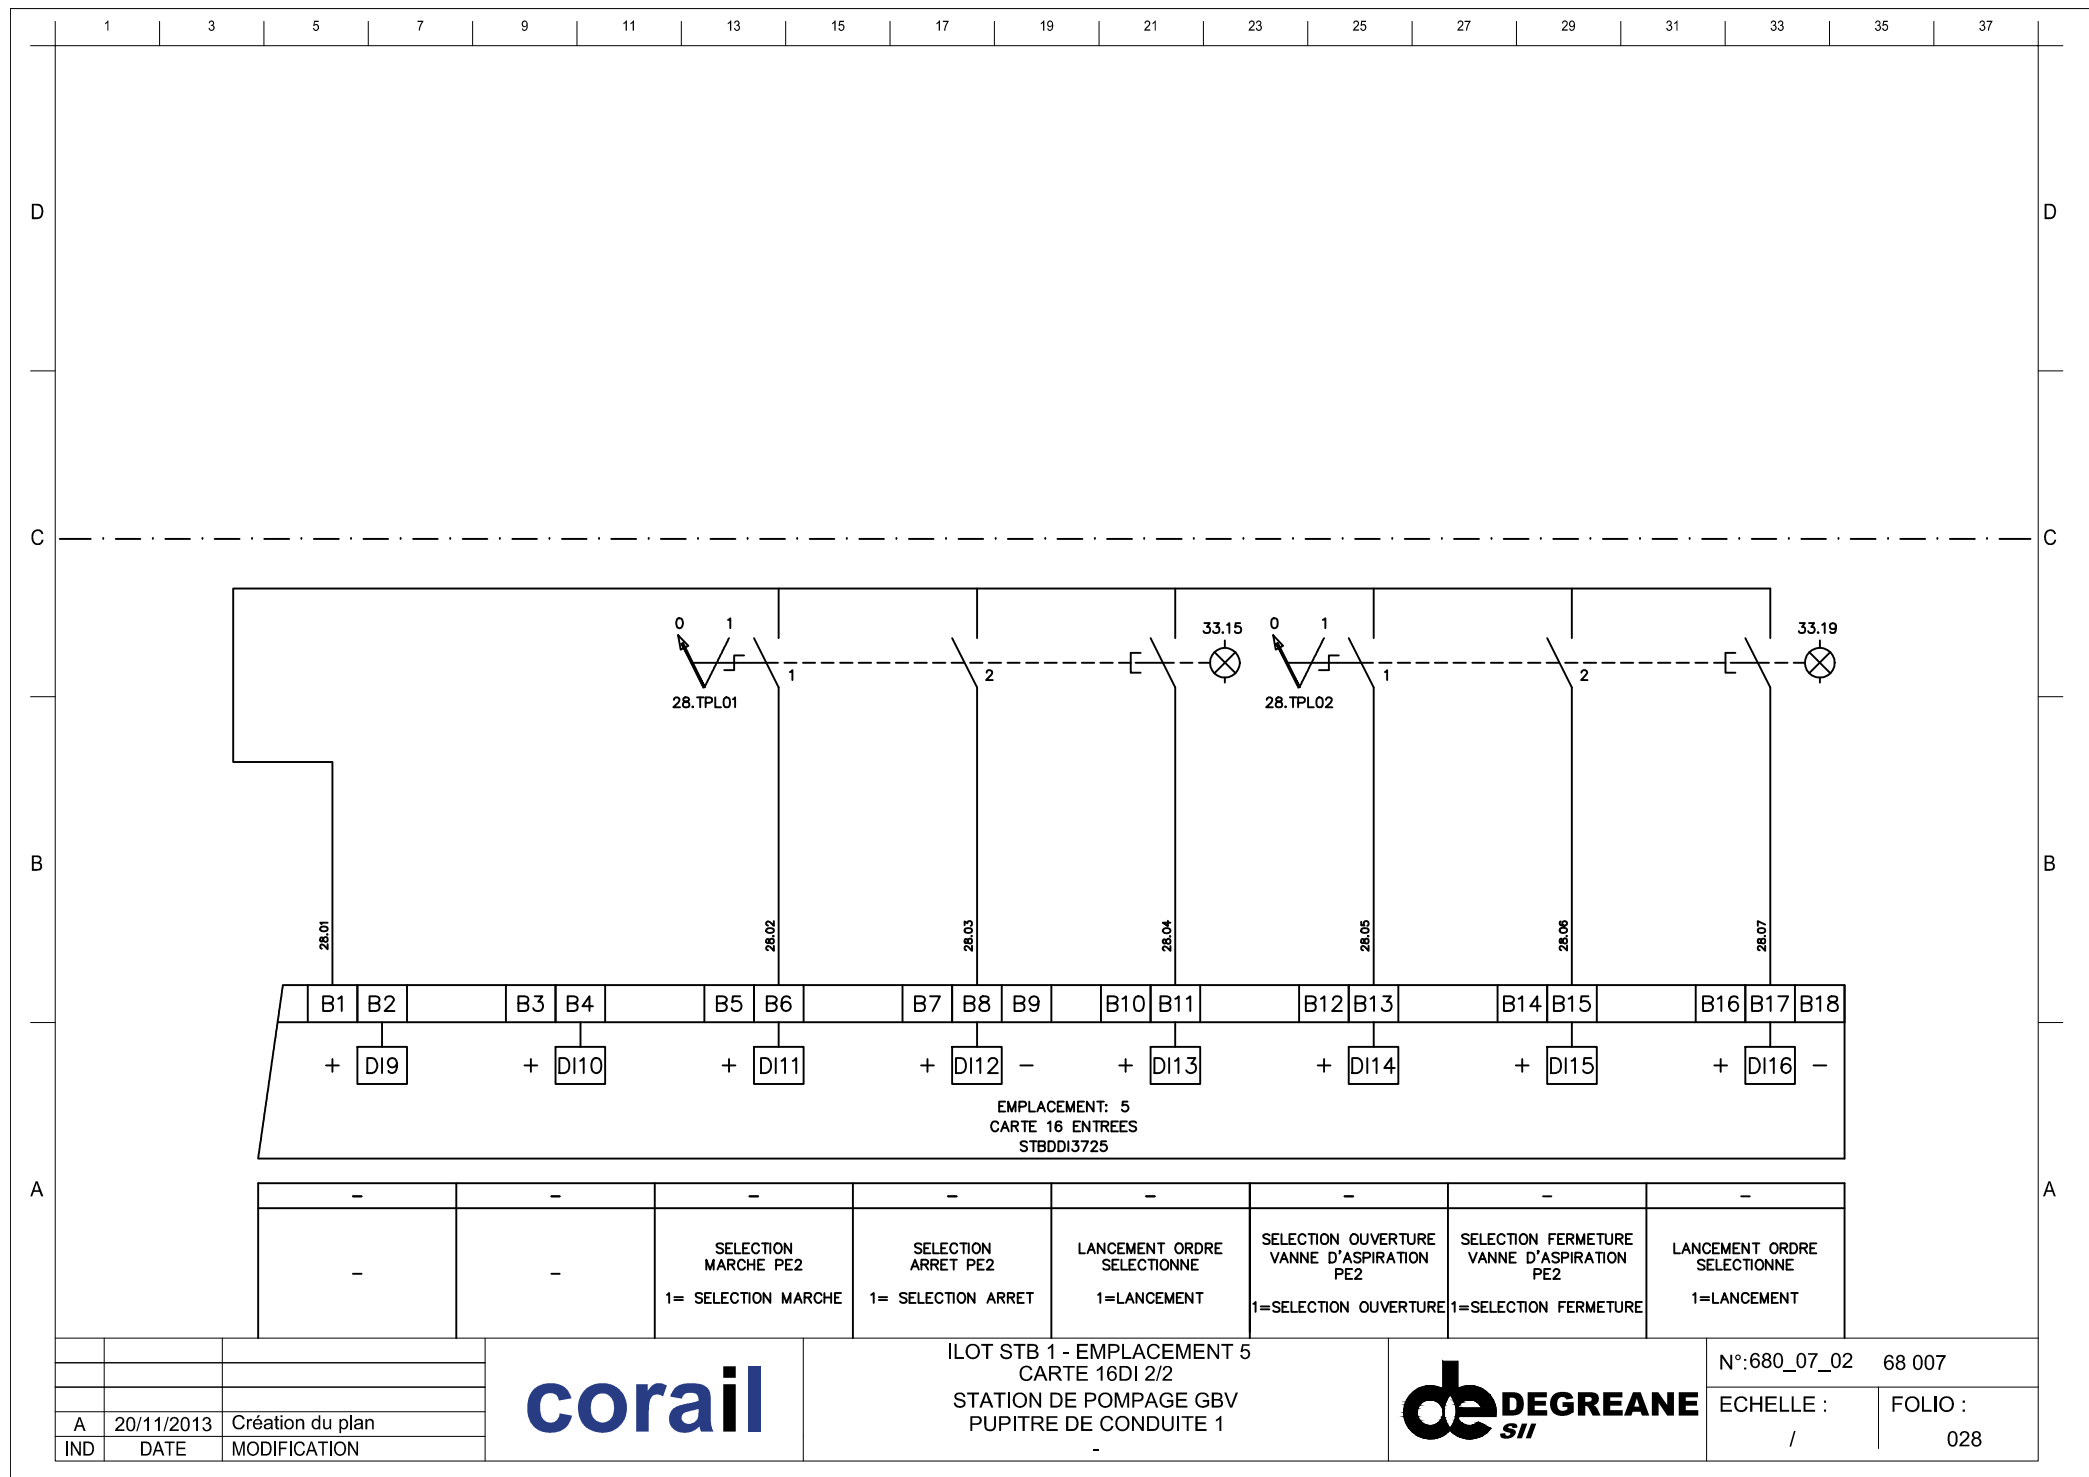 1 3 5 7 9 11 13 15 17 19 21 23 25 27 29 31 33 35 37
D D
C C
0 1 33.15 0 1 33.19
1 2 1 2
28.TPL01 28.TPL02
B B
28.01 28.02 28.03 28.04 28.05 28.06 28.07
B1 B2 B3 B4 B5 B6 B7 B8 B9 B10 B11 B12 B13 B14 B15 B16 B17 B18
+ DI9 + DI10 + DI11 + DI12 - + DI13 + DI14 + DI15 + DI16 -
EMPLACEMENT: 5
CARTE 16 ENTREES
STBDDI3725
A A
- - - - - - - -
-
-
SELECTION
MARCHE PE2
1= SELECTION MARCHE
SELECTION
ARRET PE2
1= SELECTION ARRET
LANCEMENT ORDRE
SELECTIONNE
1=LANCEMENT
SELECTION OUVERTURE
VANNE D'ASPIRATION
PE2
1=SELECTION OUVERTURE
SELECTION FERMETURE
VANNE D'ASPIRATION
PE2
1=SELECTION FERMETURE
LANCEMENT ORDRE
SELECTIONNE
1=LANCEMENT
A 20/11/2013 Création du plan
IND DATE MODIFICATION
corail
ILOT STB 1 - EMPLACEMENT 5
CARTE 16DI 2/2
STATION DE POMPAGE GBV
PUPITRE DE CONDUITE 1
-
de DEGREANE
SII
N°:680_07_02 68 007
ECHELLE :
/
FOLIO :
028